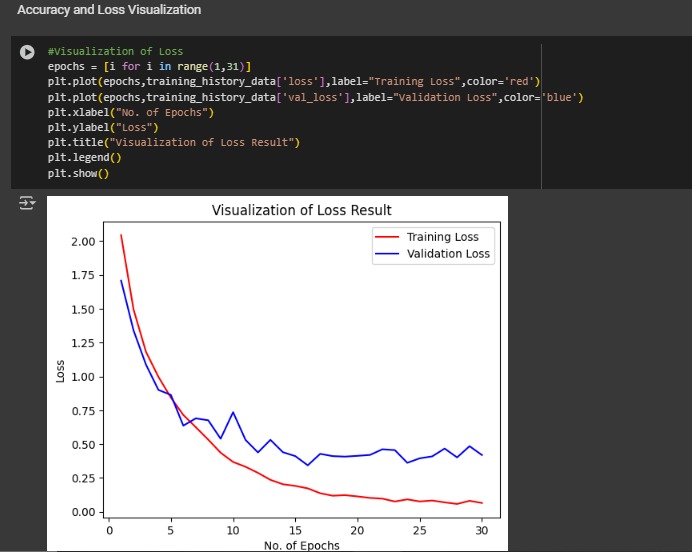 Accuracy and Loss Visualization
#Visualization of Loss
epochs = [i for i in range(1,31)]
plt.plot(epochs,training_history_data['loss'],label="Training Loss",color='red')
plt.plot(epochs,training_history_data['val_loss'],label="Validation Loss",color='blue')
plt.xlabel("No. of Epochs")
plt.ylabel("Loss")
plt.title("Visualization of Loss Result")
plt.legend()
plt.show()
Visualization of Loss Result
Training Loss
Validation Loss
2.00
1.75
1.50
1.25
1.00
0.75
0.50
0.25
0.00
Loss
0 5 10 15 20 25 30
No. of Epochs